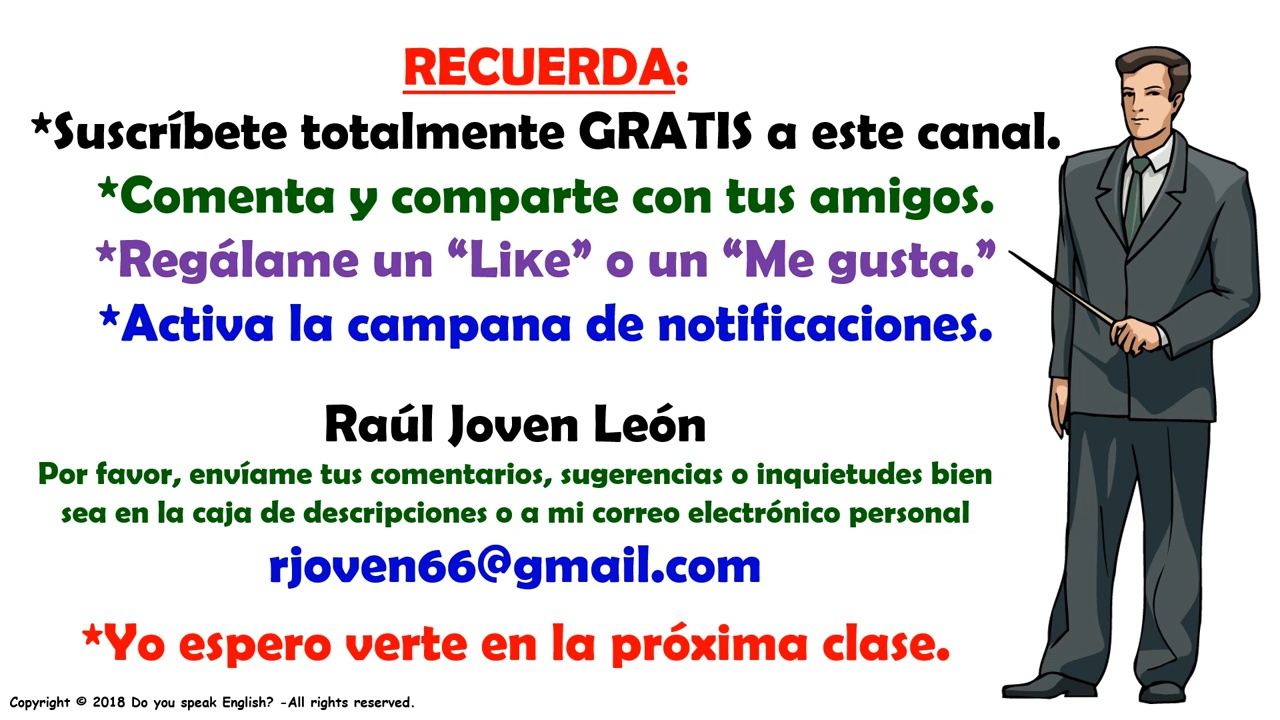 RECUERDA:
*Suscríbete totalmente GRATIS a este canal.
*Comenta y comparte con tus amigos.
*Regálame un “Like” o un “Me gusta.”
*Activa la campana de notificaciones.
Raúl Joven León
Por favor, envíame tus comentarios, sugerencias o inquietudes bien
sea en la caja de descripciones o a mi correo electrónico personal
rjoven66@gmail.com
*Yo espero verte en la próxima clase.
Copyright © 2018 Do you speak English? -All rights reserved.